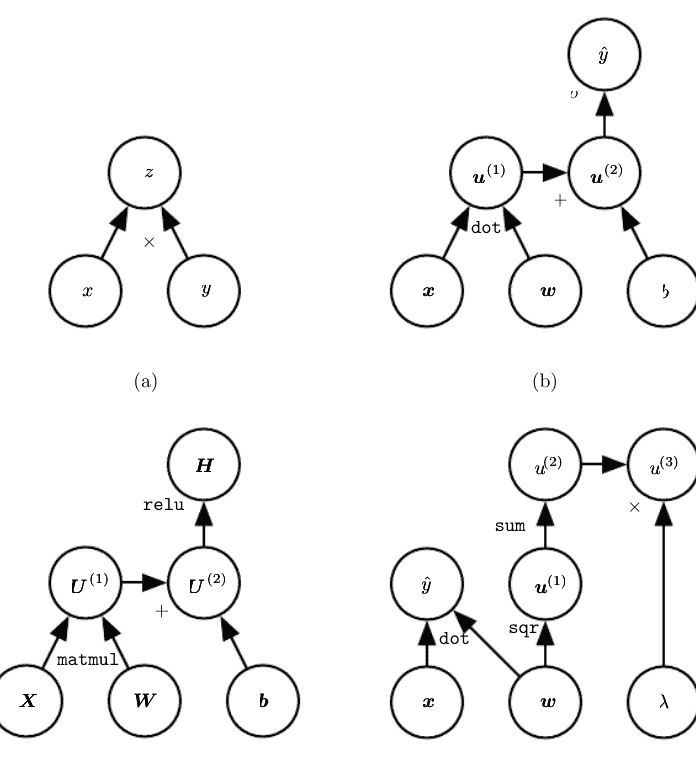 ŷ
z
u(1)
u(2)
+
dot
×
x
y
x
w
(a)
(b)
H
u(2)
u(3)
relu
×
sum
U(1)
U(2)
ŷ
u(1)
+
sqr
dot
matmul
X
W
b
x
w
λ